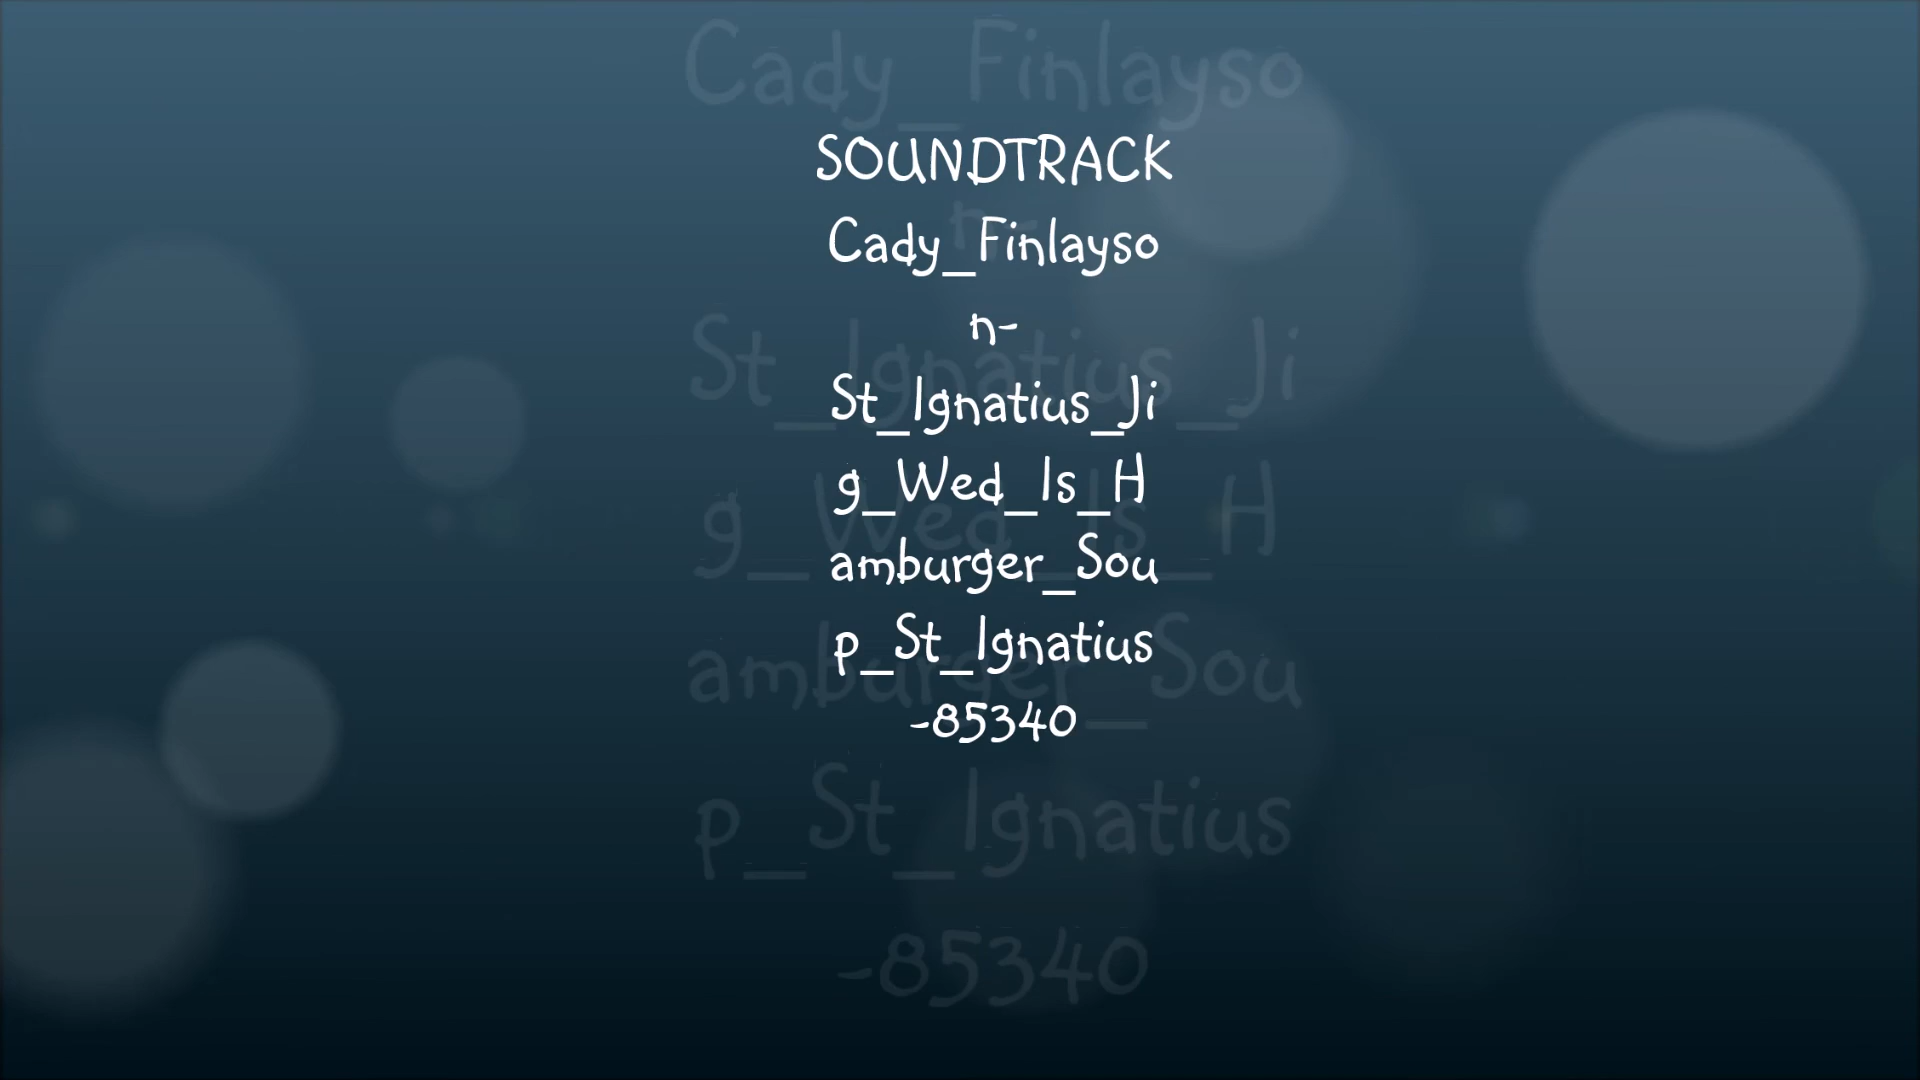 SOUNDTRACK
Cady_Finlayso
n-
St_Ignatius_Ji
g_Wed_Is_H
amburger_Sou
p_St_Ignatius
-85340